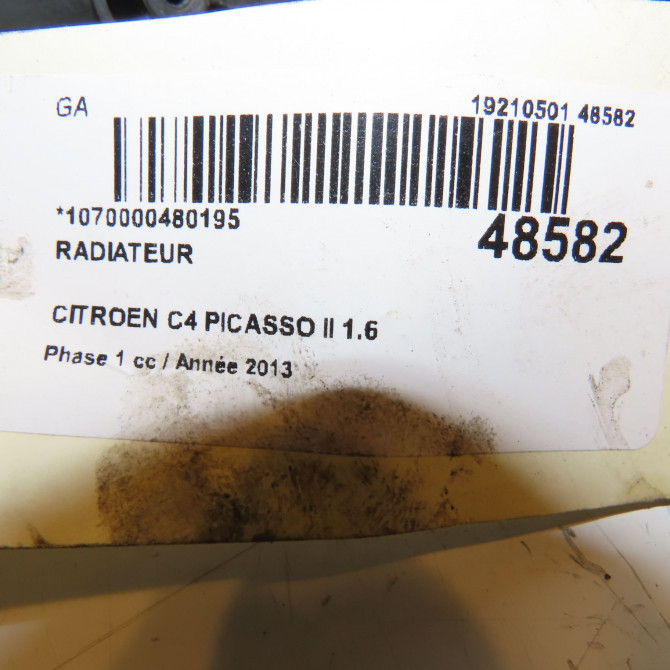 GA
19210501 48582
*1070000480195
48582
RADIATEUR
CITROEN C4 PICASSO II 1.6
Phase 1 cc / Année 2013